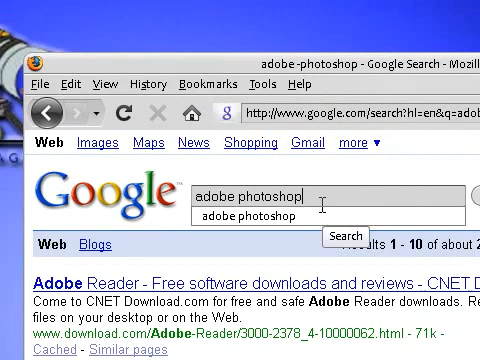 adobe -photoshop - Google Search - Mozill
File Edit View History Bookmarks Tools Help
g http://www.google.com/search?hl=en&q=adob
Web Images Maps News Shopping Gmail more ▼
Google™ adobe photoshop
adobe photoshop
Search
Web Blogs Results 1 - 10 of about 2
Adobe Reader - Free software downloads and reviews - CNET D
Come to CNET Download.com for free and safe Adobe Reader downloads. Re
files on your desktop or on the Web.
www.download.com/Adobe-Reader/3000-2378_4-10000062.html - 71k -
Cached - Similar pages